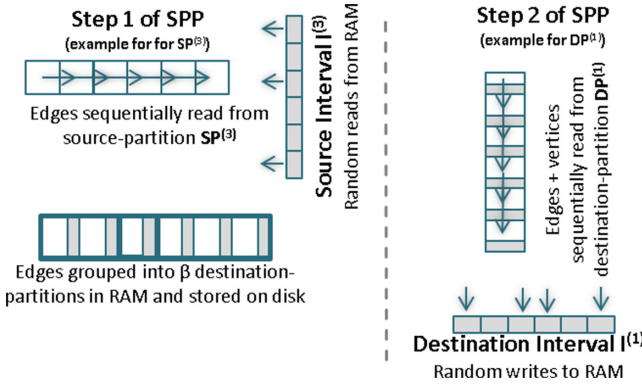 Step 1 of SPP
(example for for SP(3))
Edges sequentially read from
source-partition SP(3)
Source Interval I(3)
Random reads from RAM
Edges grouped into β destination-
partitions in RAM and stored on disk
Step 2 of SPP
(example for DP(1))
Edges + vertices
sequentially read from
destination-partition DP(1)
Destination Interval I(1)
Random writes to RAM